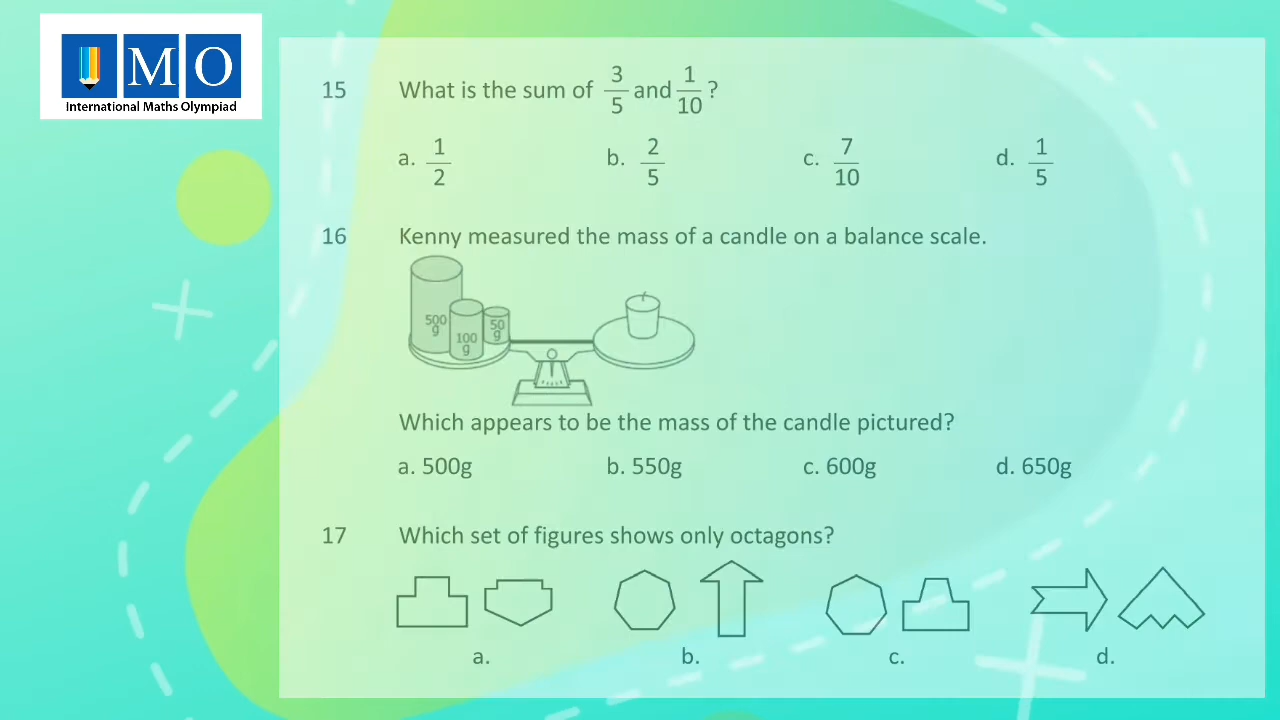 MO
International Maths Olympiad
15 What is the sum of 3/5 and 1/10 ?
a. 1/2 b. 2/5 c. 7/10 d. 1/5
16 Kenny measured the mass of a candle on a balance scale.
500 g 100 g 50 g
Which appears to be the mass of the candle pictured?
a. 500g b. 550g c. 600g d. 650g
17 Which set of figures shows only octagons?
a. b. c. d.